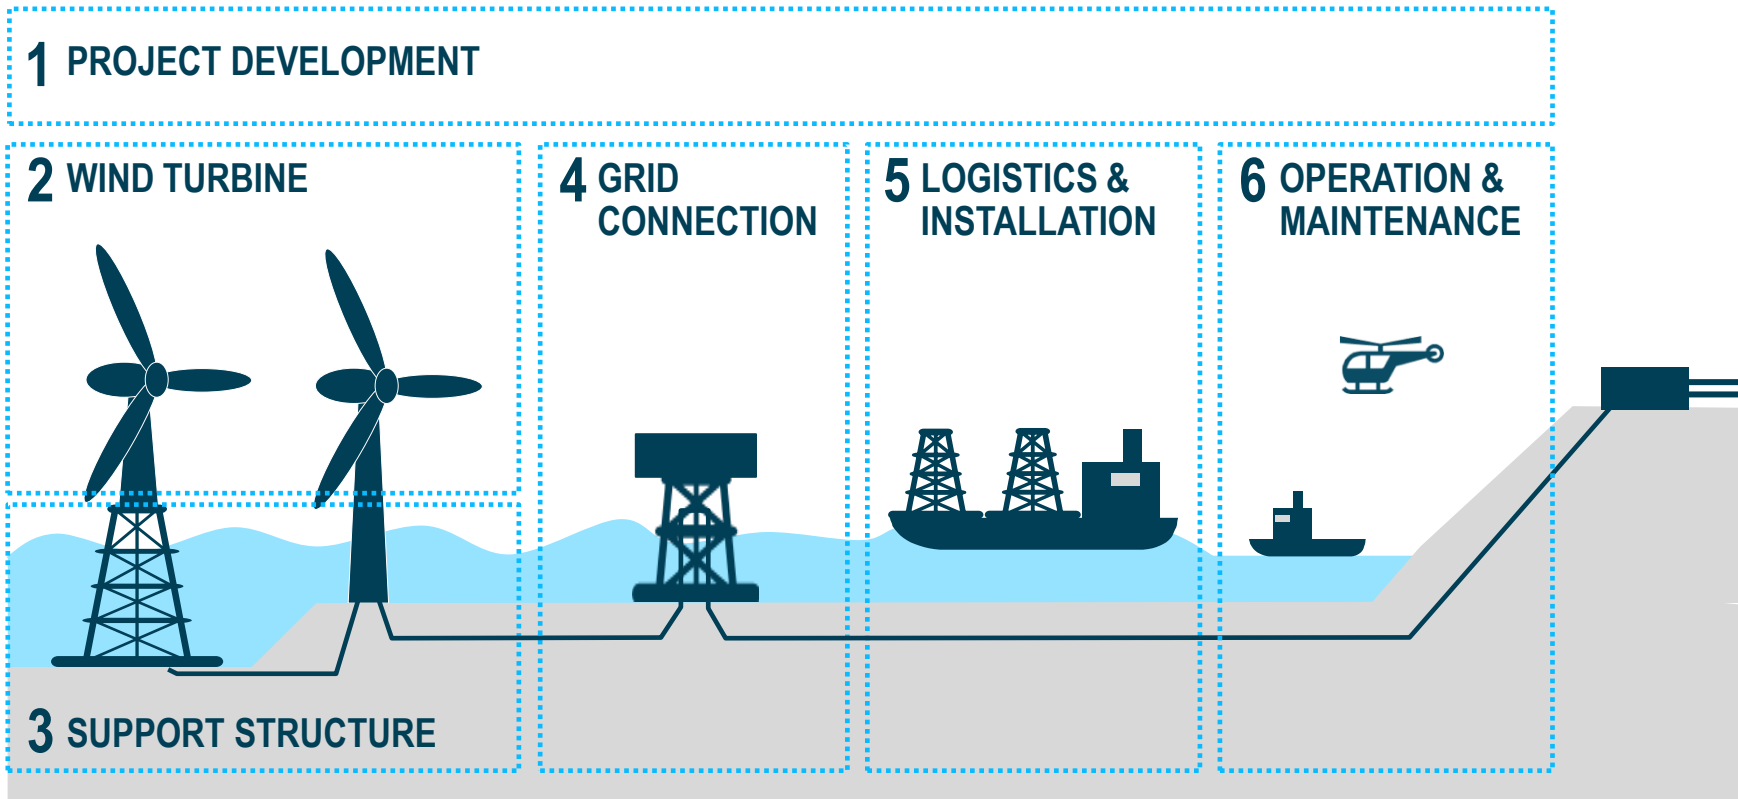 1 PROJECT DEVELOPMENT
2 WIND TURBINE
4 GRID
CONNECTION
5 LOGISTICS &
INSTALLATION
6 OPERATION &
MAINTENANCE
3 SUPPORT STRUCTURE